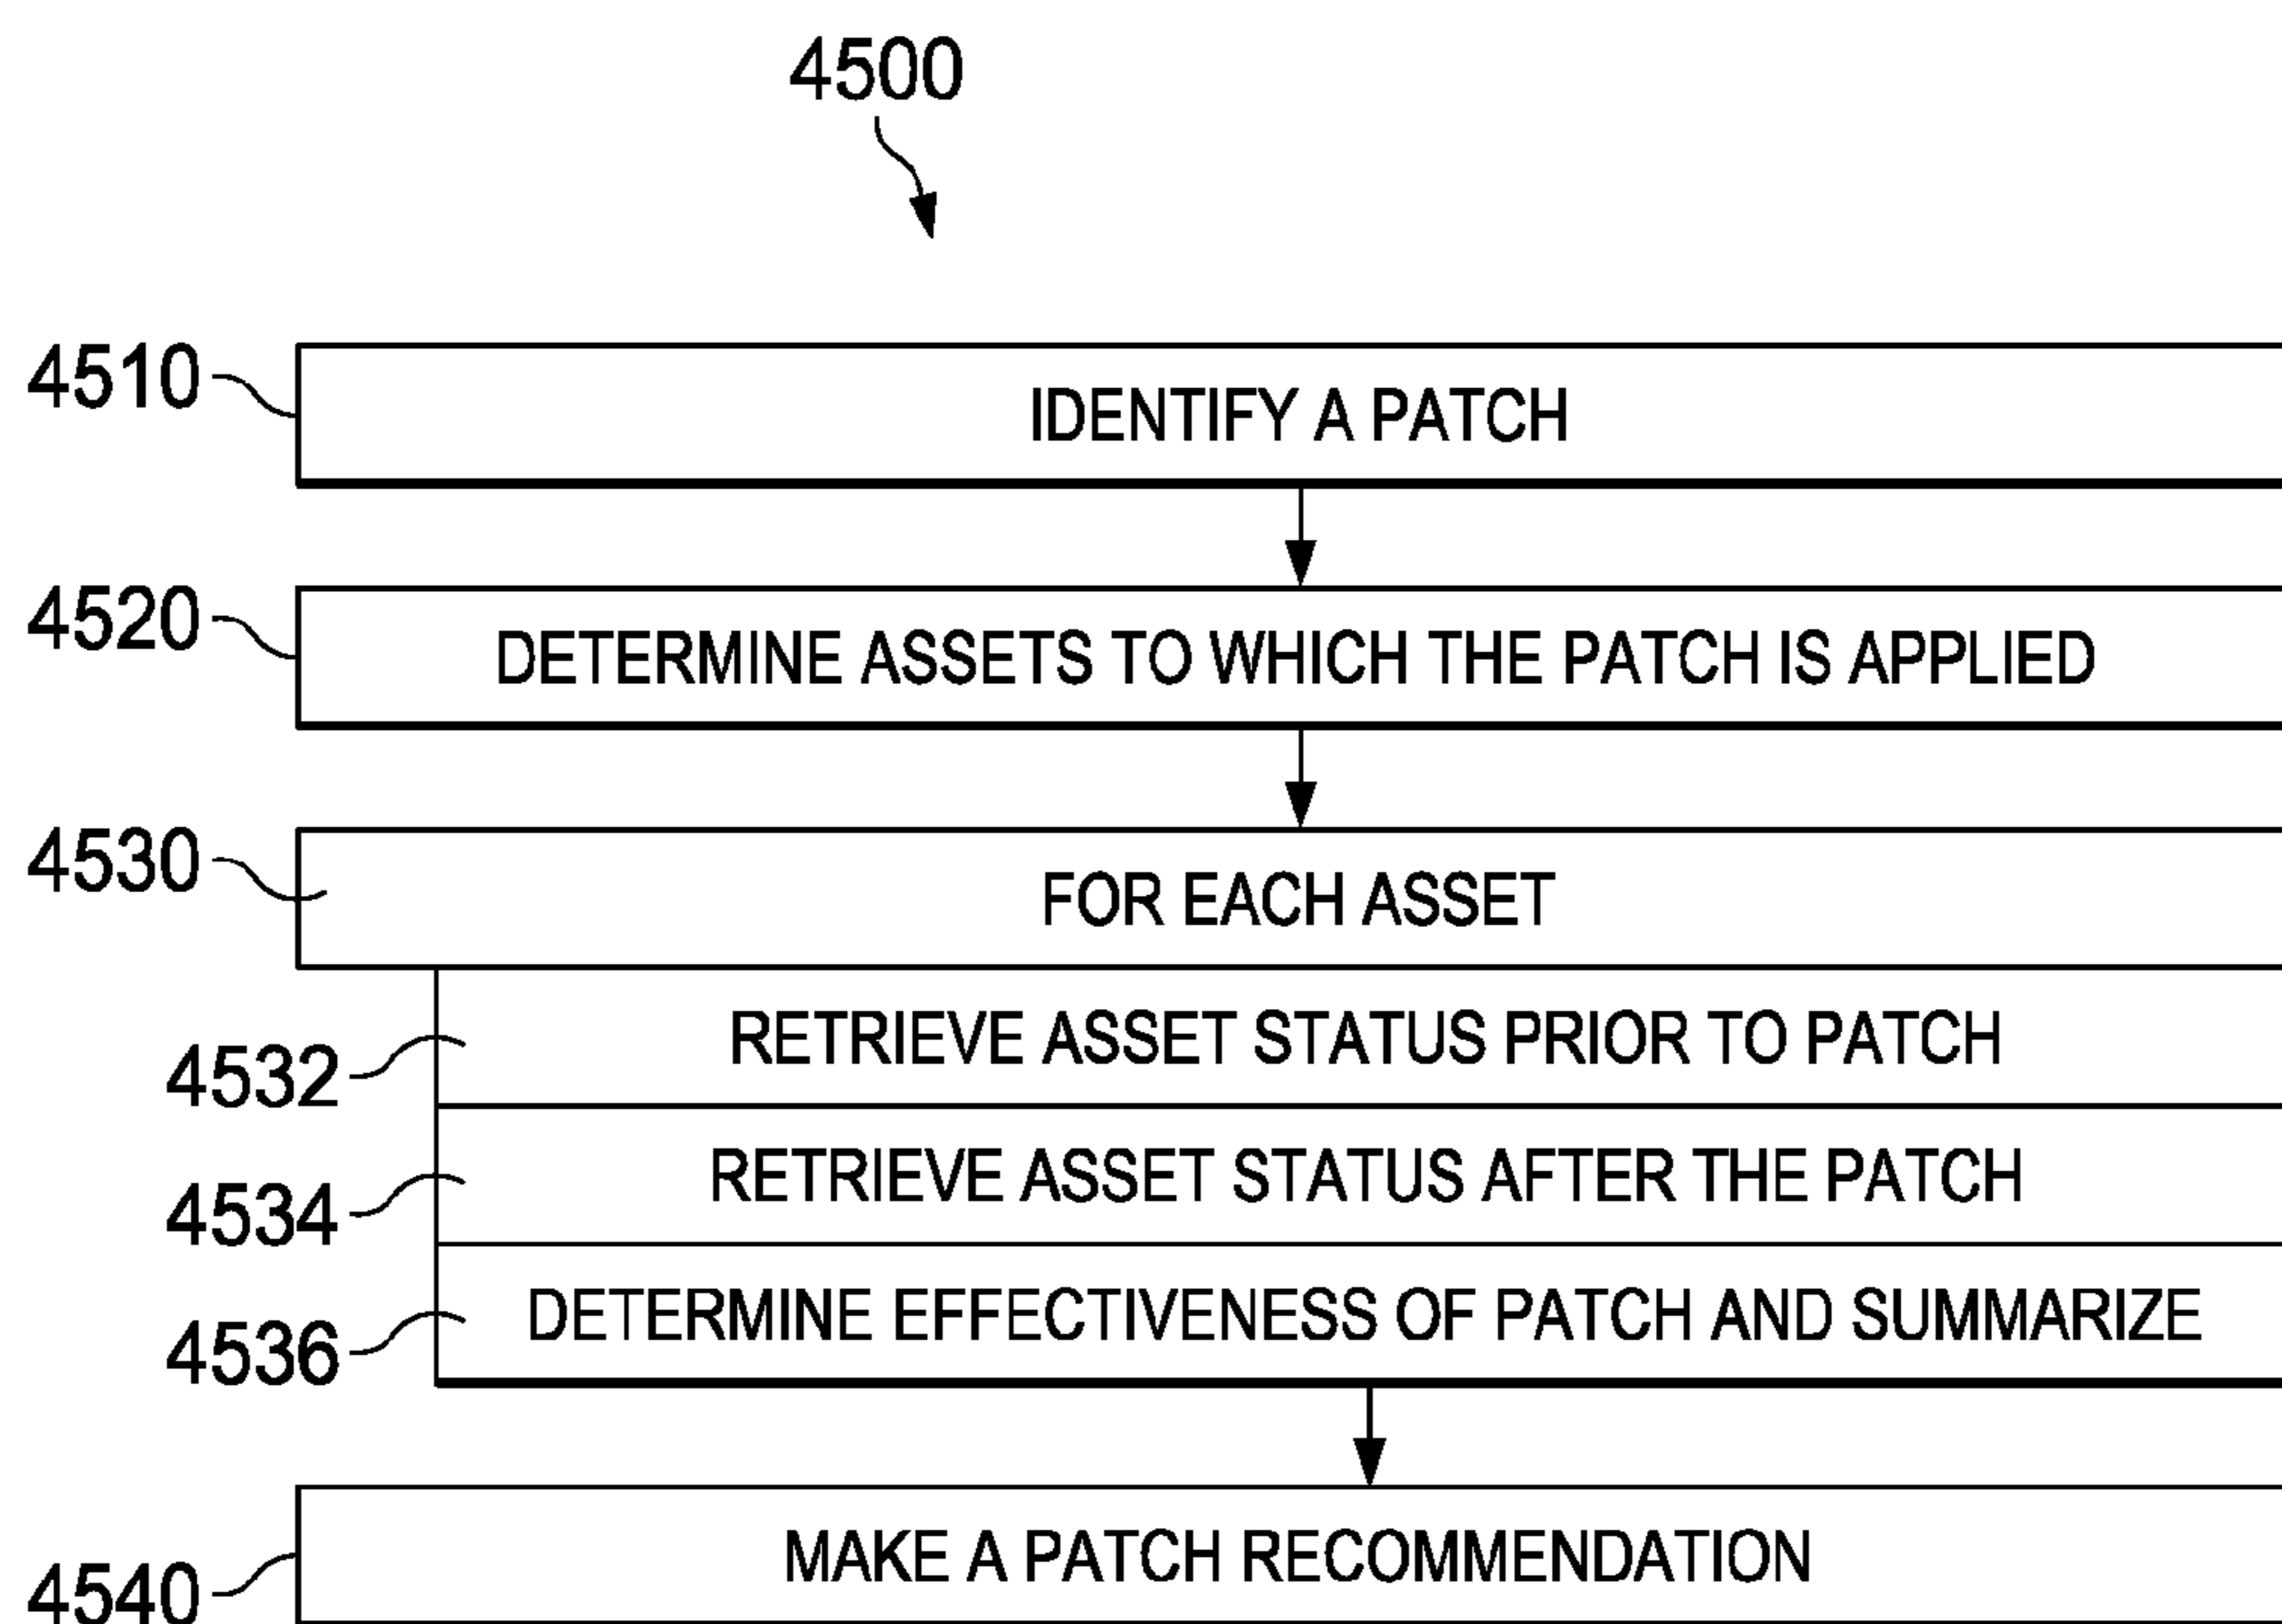 4500
4510
IDENTIFY A PATCH
4520
DETERMINE ASSETS TO WHICH THE PATCH IS APPLIED
4530
FOR EACH ASSET
4532
RETRIEVE ASSET STATUS PRIOR TO PATCH
4534
RETRIEVE ASSET STATUS AFTER THE PATCH
4536
DETERMINE EFFECTIVENESS OF PATCH AND SUMMARIZE
4540
MAKE A PATCH RECOMMENDATION